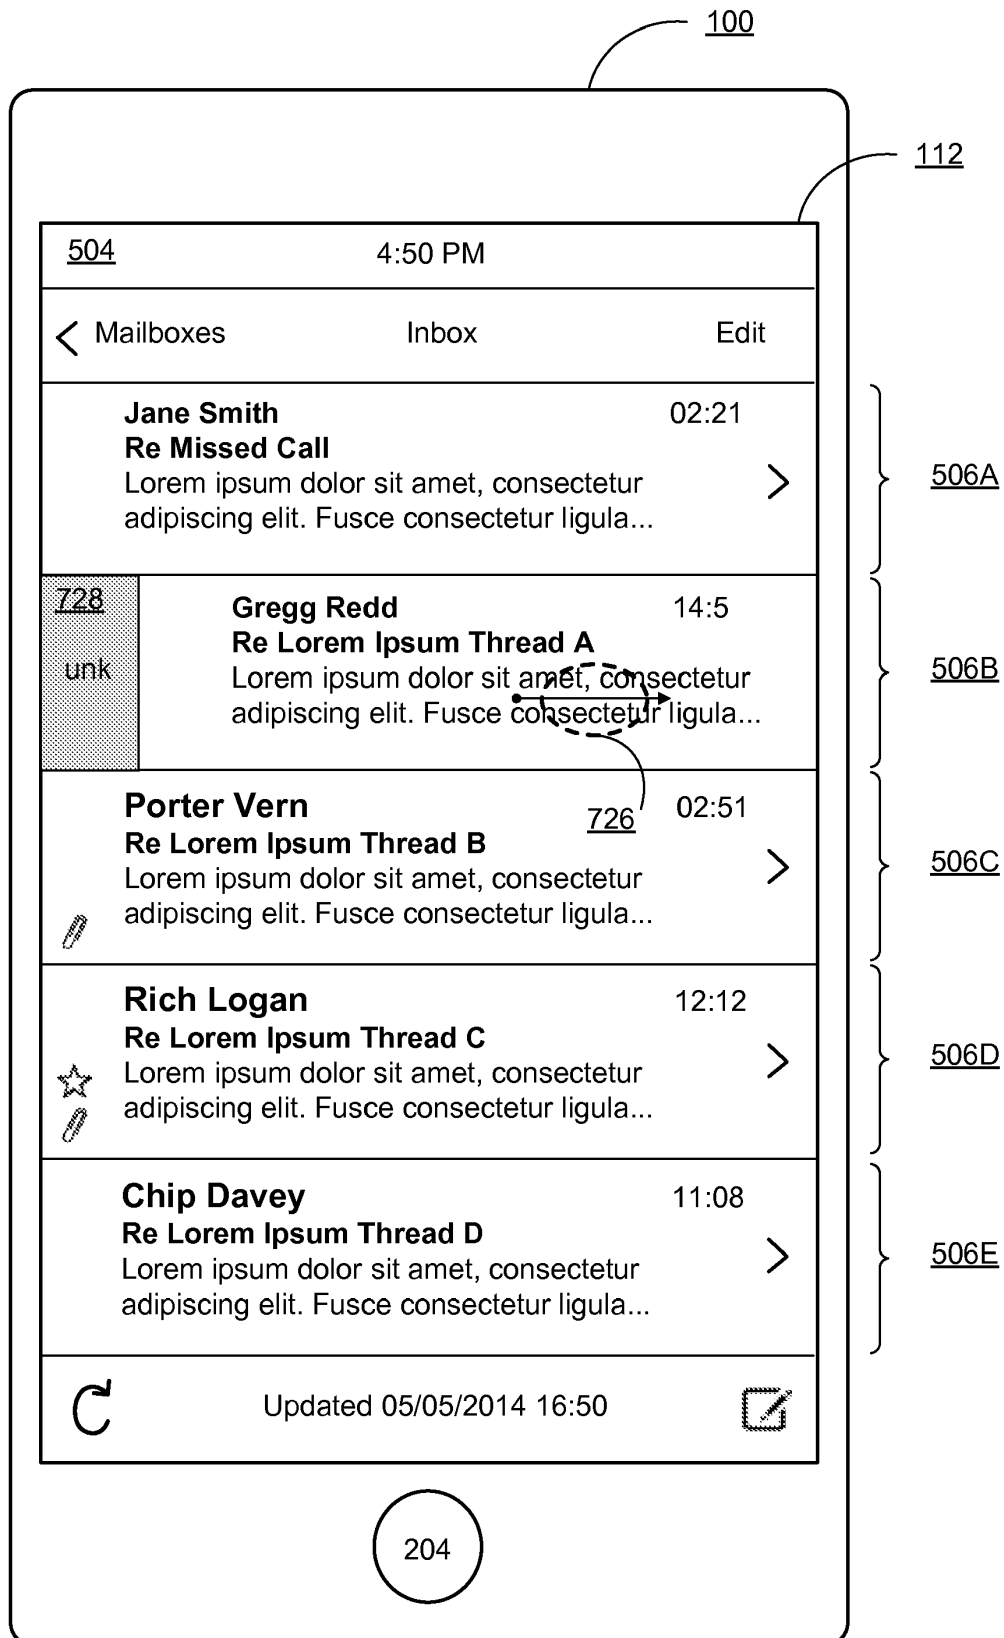 100
112
504 4:50 PM
Mailboxes Inbox Edit
Jane Smith 02:21
Re Missed Call
Lorem ipsum dolor sit amet, consectetur
adipiscing elit. Fusce consectetur ligula...
506A
728
unk
Gregg Redd 14:5
Re Lorem Ipsum Thread A
Lorem ipsum dolor sit amet, consectetur
adipiscing elit. Fusce consectetur ligula...
506B
726
Porter Vern 02:51
Re Lorem Ipsum Thread B
Lorem ipsum dolor sit amet, consectetur
adipiscing elit. Fusce consectetur ligula...
506C
Rich Logan 12:12
Re Lorem Ipsum Thread C
Lorem ipsum dolor sit amet, consectetur
adipiscing elit. Fusce consectetur ligula...
506D
Chip Davey 11:08
Re Lorem Ipsum Thread D
Lorem ipsum dolor sit amet, consectetur
adipiscing elit. Fusce consectetur ligula...
506E
Updated 05/05/2014 16:50
204